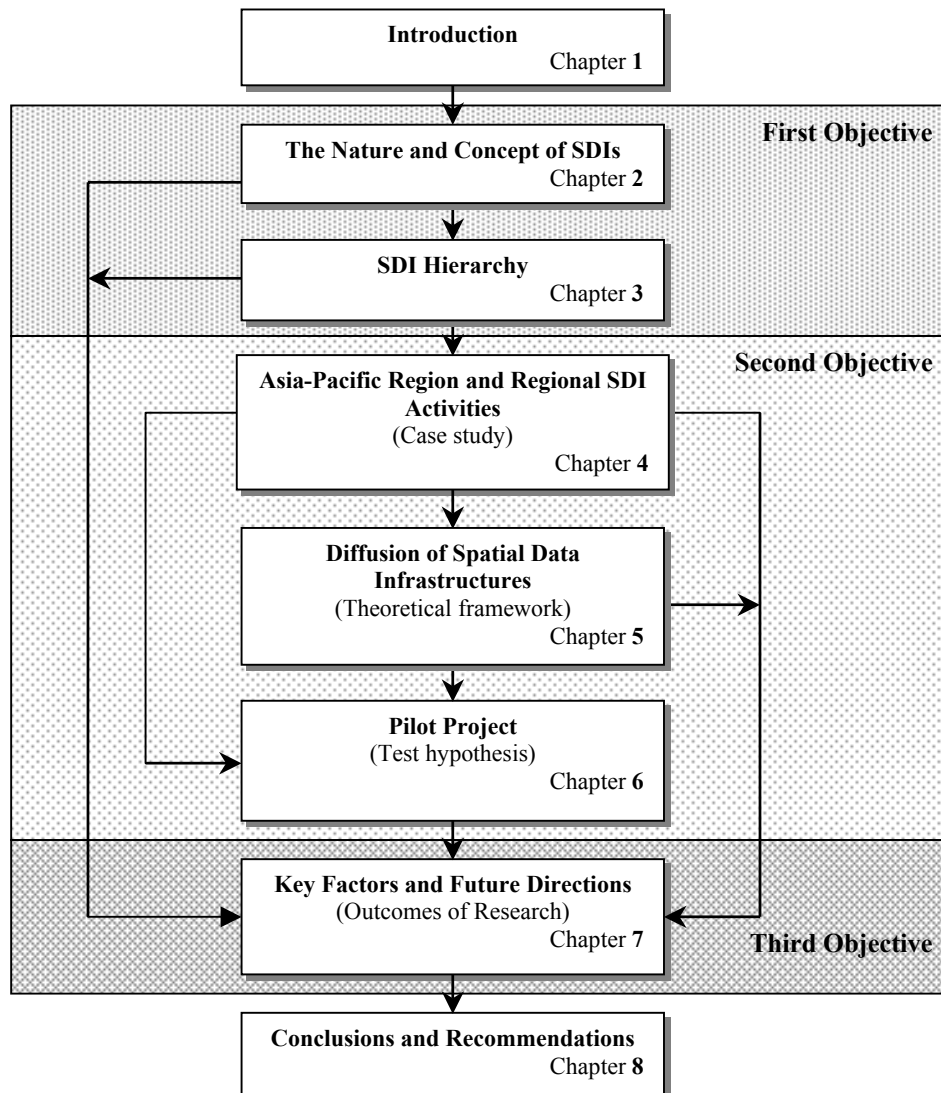 Introduction
Chapter 1
First Objective
The Nature and Concept of SDIs
Chapter 2
SDI Hierarchy
Chapter 3
Second Objective
Asia-Pacific Region and Regional SDI
Activities
(Case study)
Chapter 4
Diffusion of Spatial Data
Infrastructures
(Theoretical framework)
Chapter 5
Pilot Project
(Test hypothesis)
Chapter 6
Key Factors and Future Directions
(Outcomes of Research)
Chapter 7
Third Objective
Conclusions and Recommendations
Chapter 8